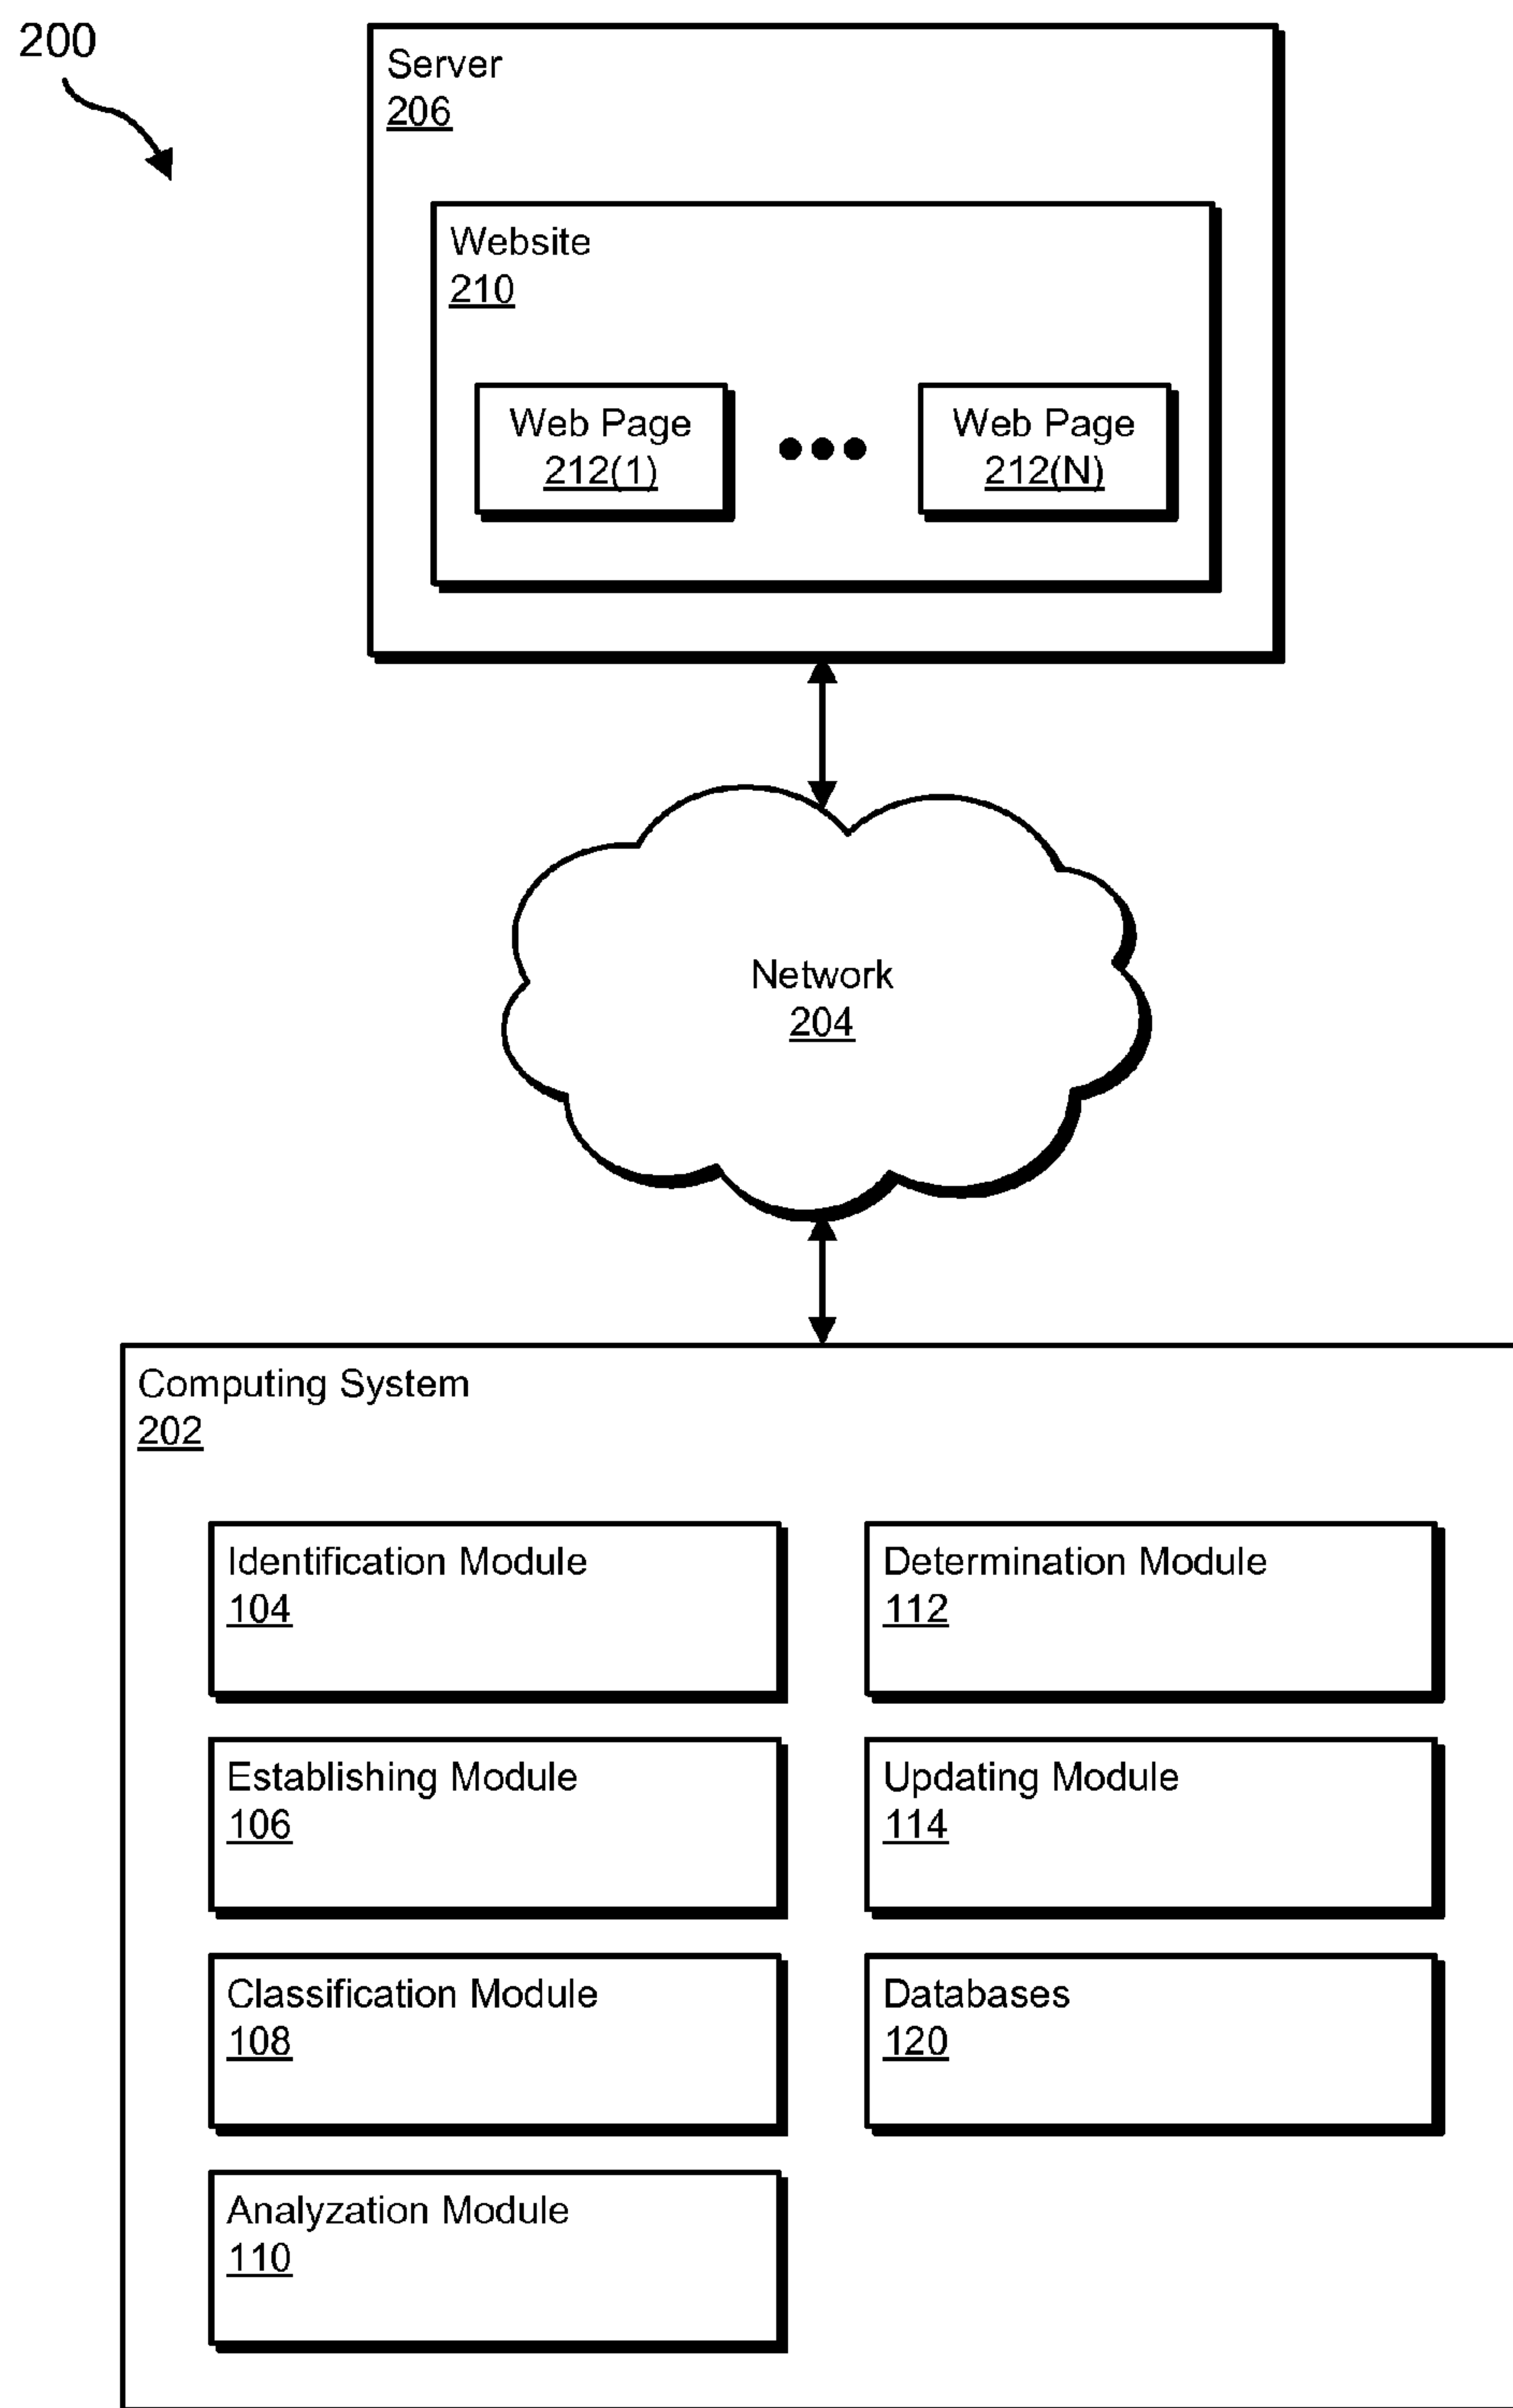 200
Server
206
Website
210
Web Page
212(1)
Web Page
212(N)
Network
204
Computing System
202
Identification Module
104
Determination Module
112
Establishing Module
106
Updating Module
114
Classification Module
108
Databases
120
Analyzation Module
110